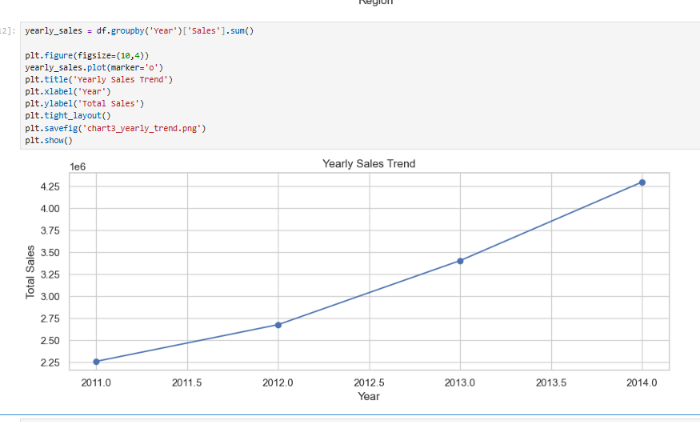 Region
2]:
yearly_sales = df.groupby('Year')['Sales'].sum()
plt.figure(figsize=(10,4))
yearly_sales.plot(marker='o')
plt.title('Yearly Sales Trend')
plt.xlabel('Year')
plt.ylabel('Total Sales')
plt.tight_layout()
plt.savefig('chart3_yearly_trend.png')
plt.show()
Yearly Sales Trend
1e6
4.25
4.00
3.75
3.50
3.25
3.00
2.75
2.50
2.25
Total Sales
2011.0 2011.5 2012.0 2012.5 2013.0 2013.5 2014.0
Year